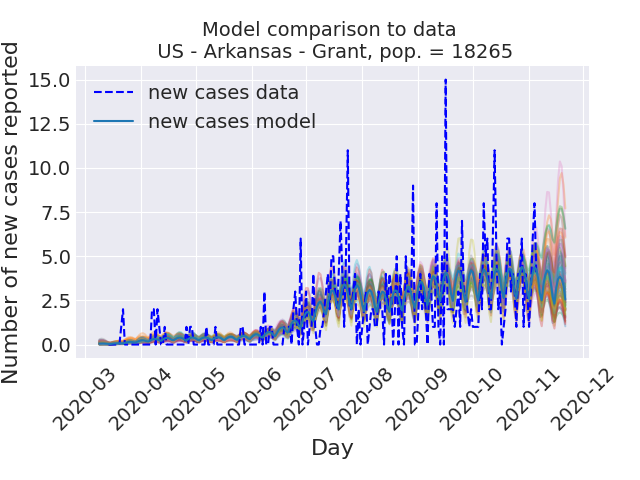 Model comparison to data
US - Arkansas - Grant, pop. = 18265
Number of new cases reported
15.0
12.5
10.0
7.5
5.0
2.5
0.0
new cases data
new cases model
2020-03
2020-04
2020-05
2020-06
2020-07
2020-08
2020-09
2020-10
2020-11
2020-12
Day